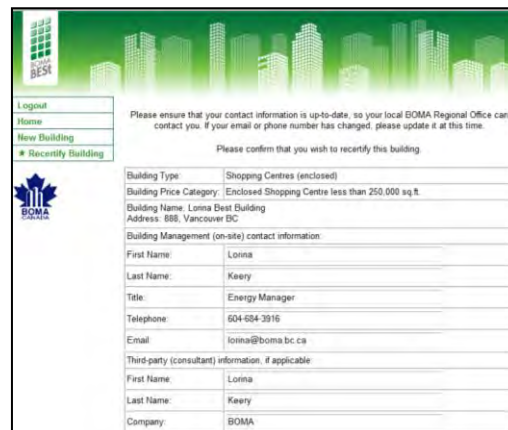 BOMA
BESt
Logout
Home
New Building
★ Recertify Building
BOMA
CANADA
Please ensure that your contact information is up-to-date, so your local BOMA Regional Office can
contact you. If your email or phone number has changed, please update it at this time.
Please confirm that you wish to recertify this building.
Building Type: Shopping Centres (enclosed)
Building Price Category: Enclosed Shopping Centre less than 250,000 sq.ft.
Building Name: Lorina Best Building
Address: 888, Vancouver BC
Building Management (on-site) contact information:
First Name: Lorina
Last Name: Keery
Title: Energy Manager
Telephone: 604-684-3916
Email lorina@boma.bc.ca
Third-party (consultant) information, if applicable:
First Name: Lorina
Last Name: Keery
Company: BOMA